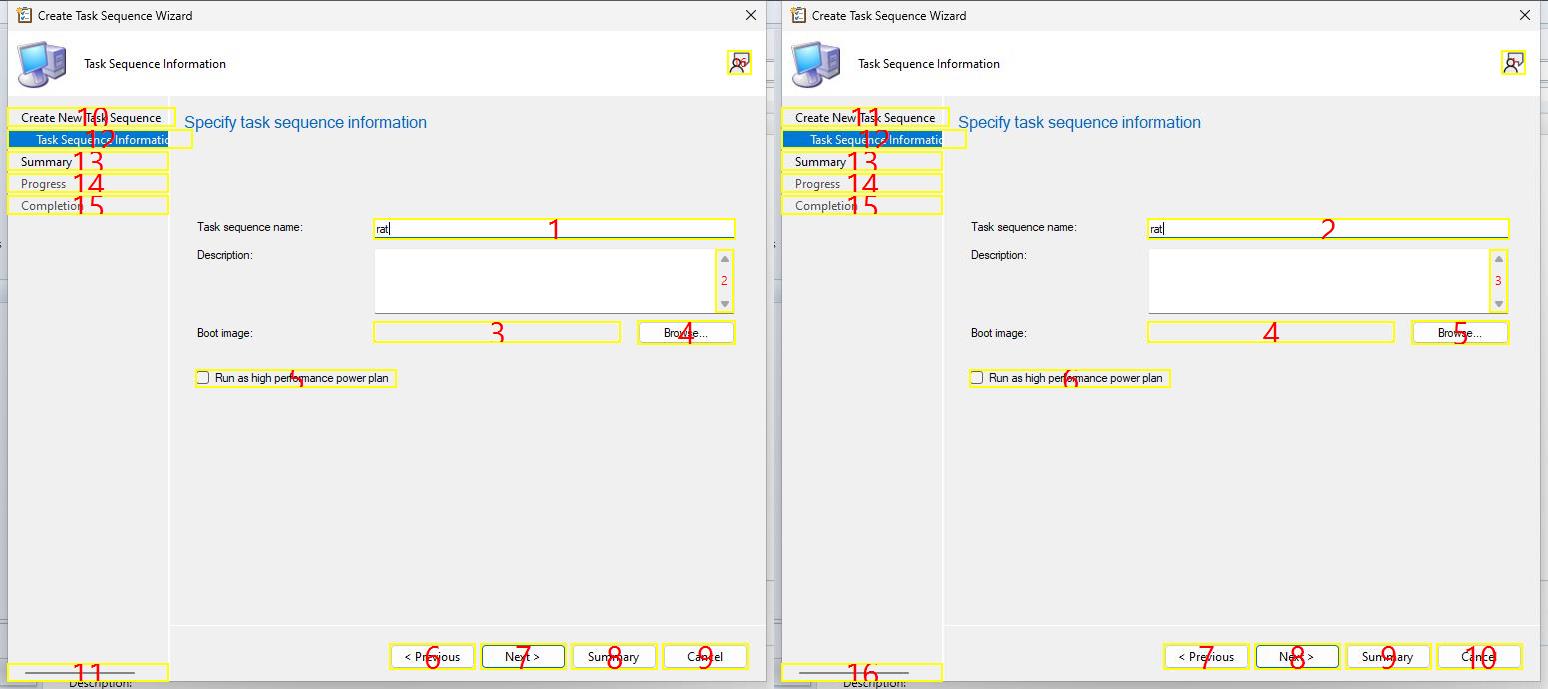 Create Task Sequence Wizard
Task Sequence Information
16
10
Create New Task Sequence
12
Task Sequence Informatio
13
Summary
14
Progress
15
Completion
Specify task sequence information
Task sequence name:
rat
1
Description:
2
Boot image:
3
4
Browse...
5
Run as high performance power plan
6
< Previous
7
Next >
8
Summary
9
Cancel
11
Description:
Create Task Sequence Wizard
Task Sequence Information
1
11
Create New Task Sequence
12
Task Sequence Informatio
13
Summary
14
Progress
15
Completion
Specify task sequence information
Task sequence name:
rat
2
Description:
3
Boot image:
4
5
Browse...
6
Run as high performance power plan
7
< Previous
8
Next >
9
Summary
10
Cancel
16
Description: